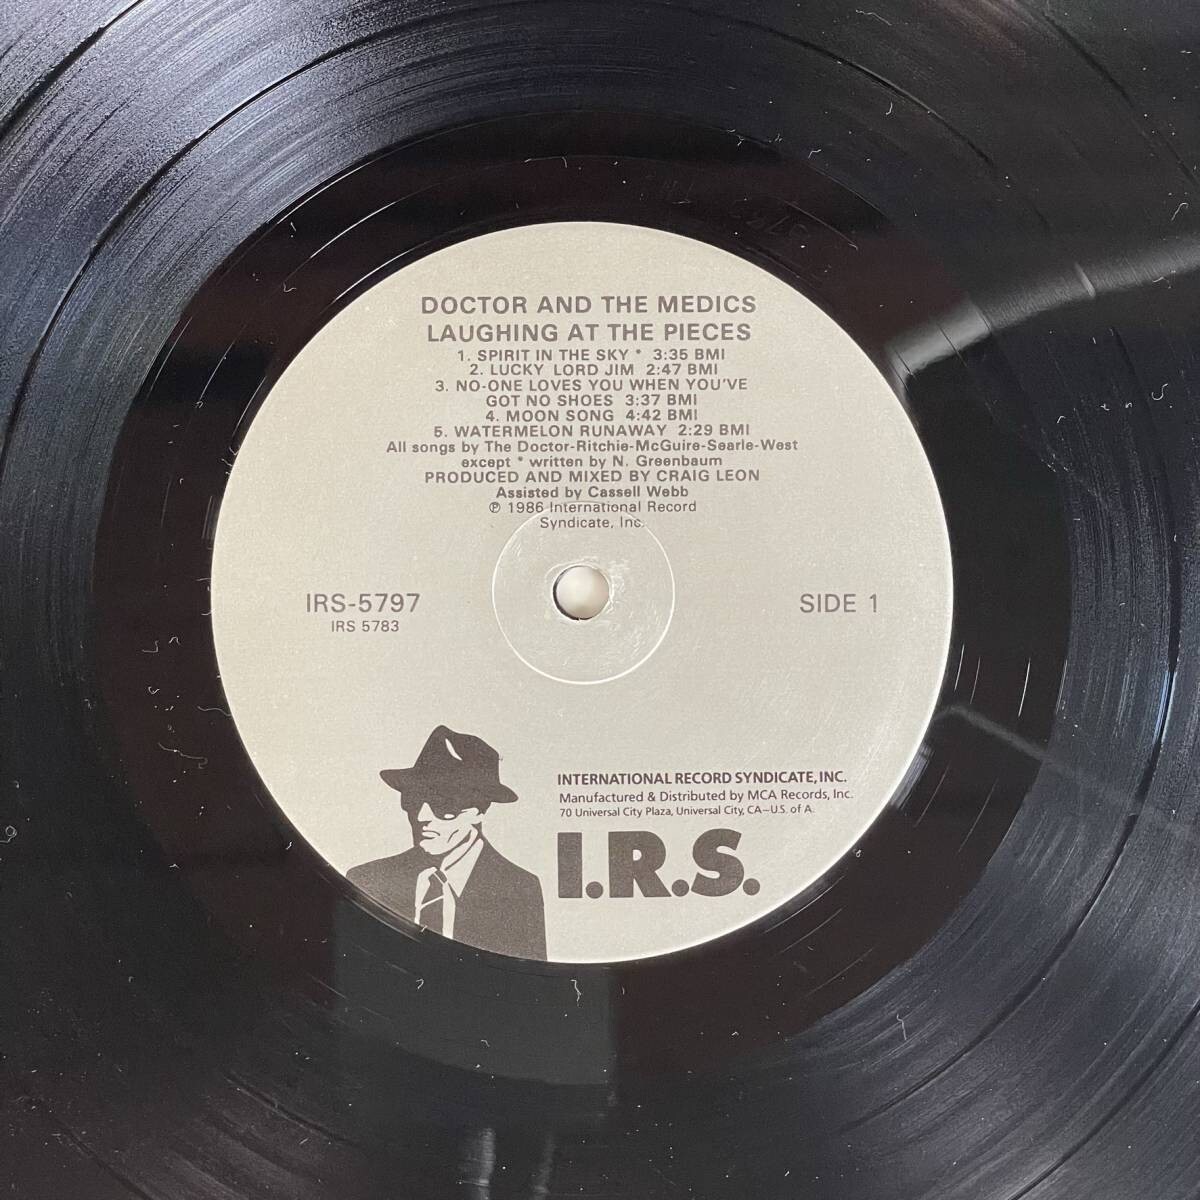 DOCTOR AND THE MEDICS
LAUGHING AT THE PIECES
1. SPIRIT IN THE SKY * 3:35 BMI
2. LUCKY LORD JIM 2:47 BMI
3. NO-ONE LOVES YOU WHEN YOU'VE
GOT NO SHOES 3:37 BMI
4. MOON SONG 4:42 BMI
5. WATERMELON RUNAWAY 2:29 BMI
All songs by The Doctor-Ritchie-McGuire-Searle-West
except * written by N. Greenbaum
PRODUCED AND MIXED BY CRAIG LEON
Assisted by Cassell Webb
℗ 1986 International Record
Syndicate, Inc.
IRS-5797
IRS 5783
SIDE 1
INTERNATIONAL RECORD SYNDICATE, INC.
Manufactured & Distributed by MCA Records, Inc.
70 Universal City Plaza, Universal City, CA–U.S. of A.
I.R.S.